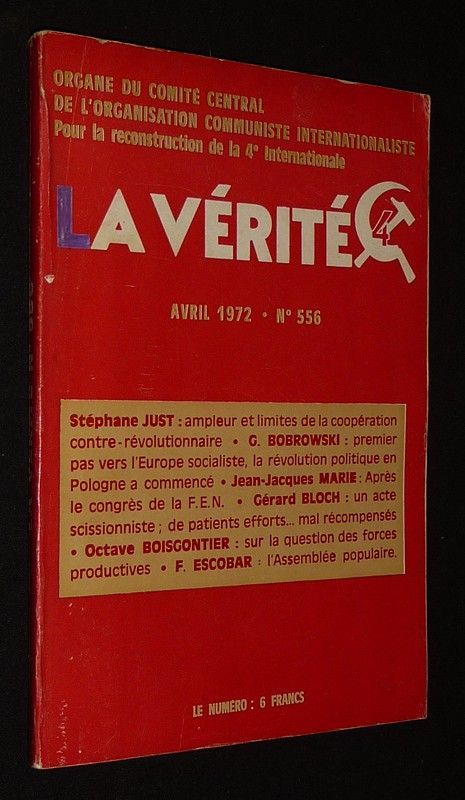 ORGANE DU COMITÉ CENTRAL
DE L'ORGANISATION COMMUNISTE INTERNATIONALISTE
Pour la reconstruction de la 4e Internationale
LA VÉRITÉ 4
AVRIL 1972 • N° 556
Stéphane JUST : ampleur et limites de la coopération
contre-révolutionnaire • G. BOBROWSKI : premier
pas vers l'Europe socialiste, la révolution politique en
Pologne a commencé • Jean-Jacques MARIE : Après
le congrès de la F.E.N. • Gérard BLOCH : un acte
scissionniste ; de patients efforts... mal récompensés
• Octave BOISGONTIER : sur la question des forces
productives • F. ESCOBAR : l'Assemblée populaire.
LE NUMÉRO : 6 FRANCS